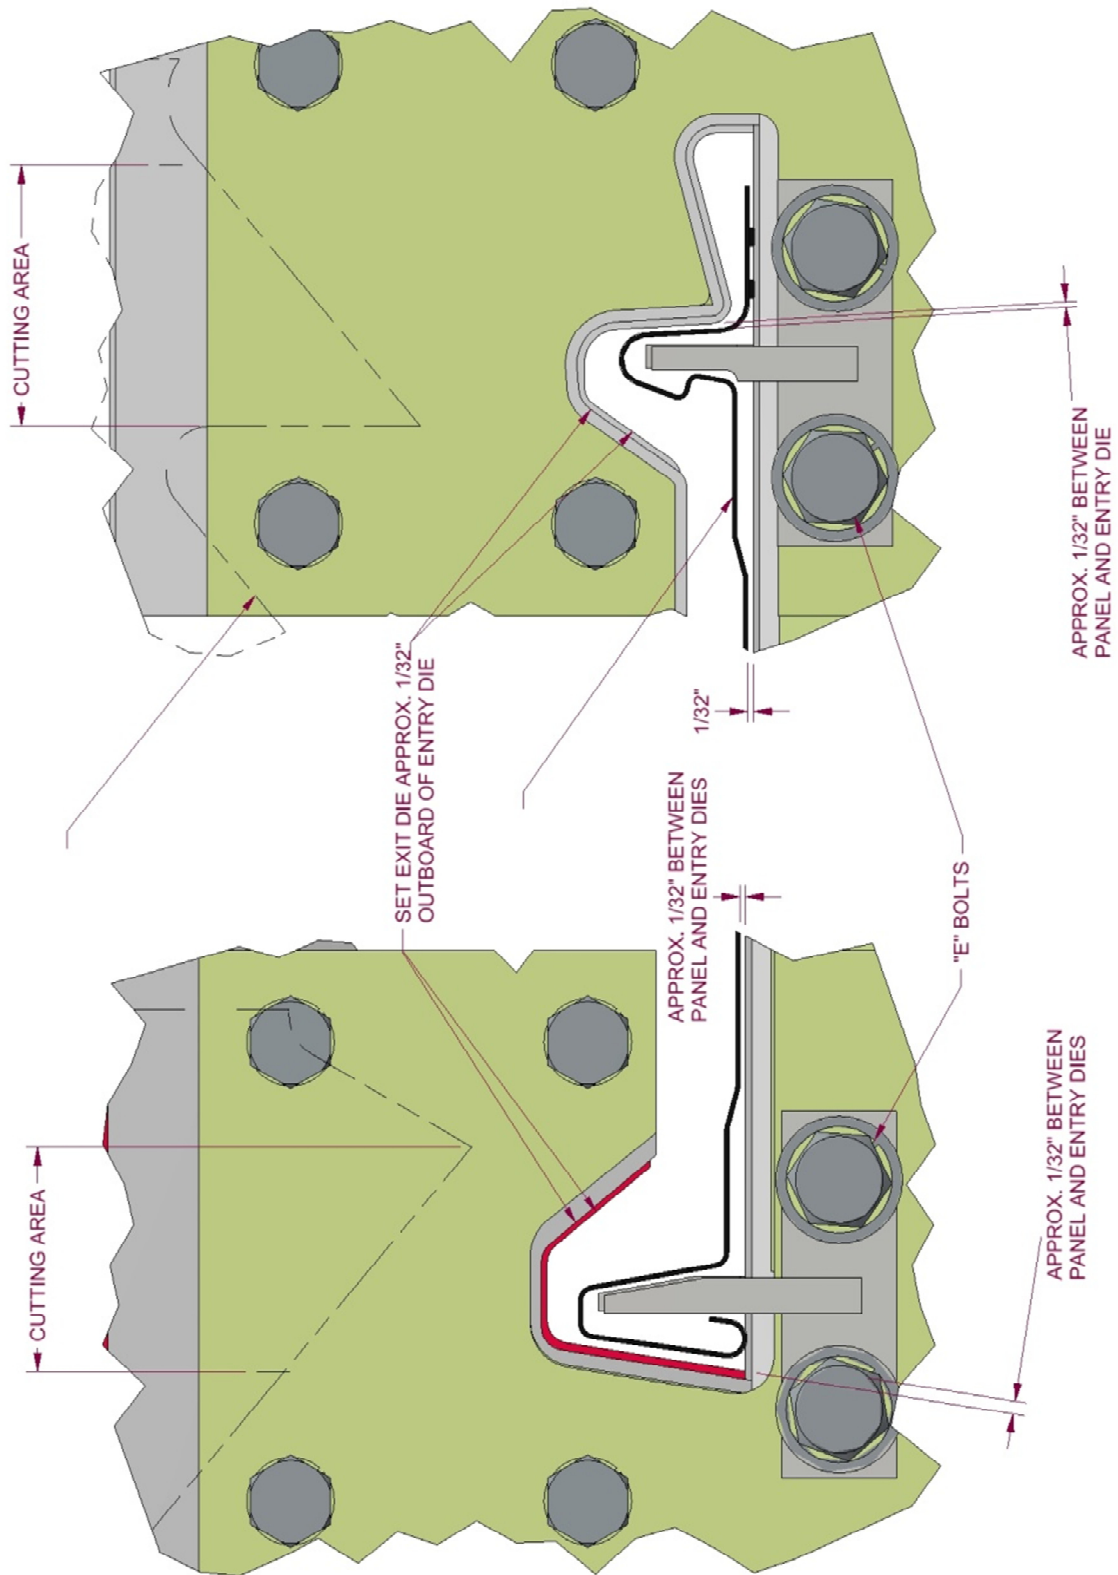 CUTTING AREA
CUTTING AREA
SET EXIT DIE APPROX. 1/32"
OUTBOARD OF ENTRY DIE
APPROX. 1/32" BETWEEN
PANEL AND ENTRY DIES
1/32"
"E" BOLTS
APPROX. 1/32" BETWEEN
PANEL AND ENTRY DIES
APPROX. 1/32" BETWEEN
PANEL AND ENTRY DIE